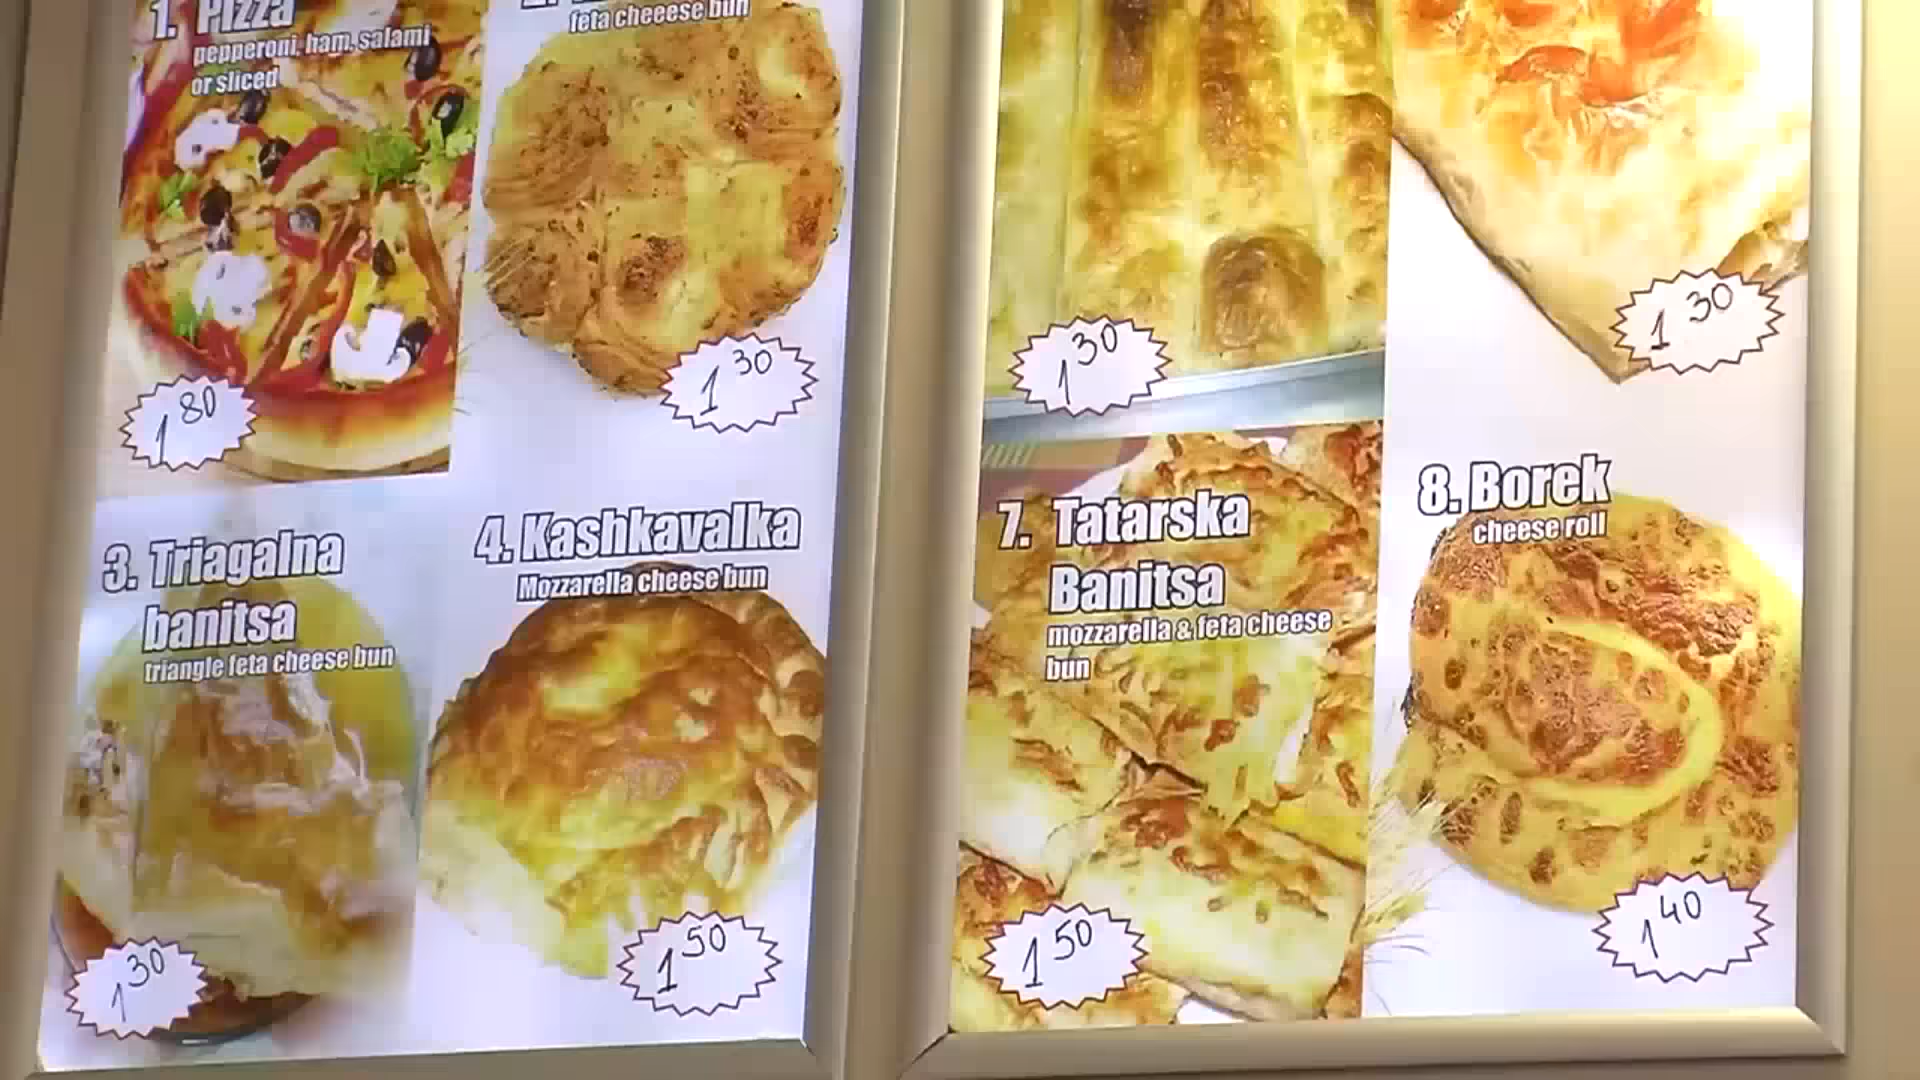 1. Pizza
pepperoni, ham, salami
or sliced
1 80
2.
feta cheeese bun
1 30
3. Triagalna
banitsa
triangle feta cheese bun
1 30
4. Kashkavalka
Mozzarella cheese bun
1 50
1 30
1 30
7. Tatarska
Banitsa
mozzarella & feta cheese
bun
1 50
8. Borek
cheese roll
1 40